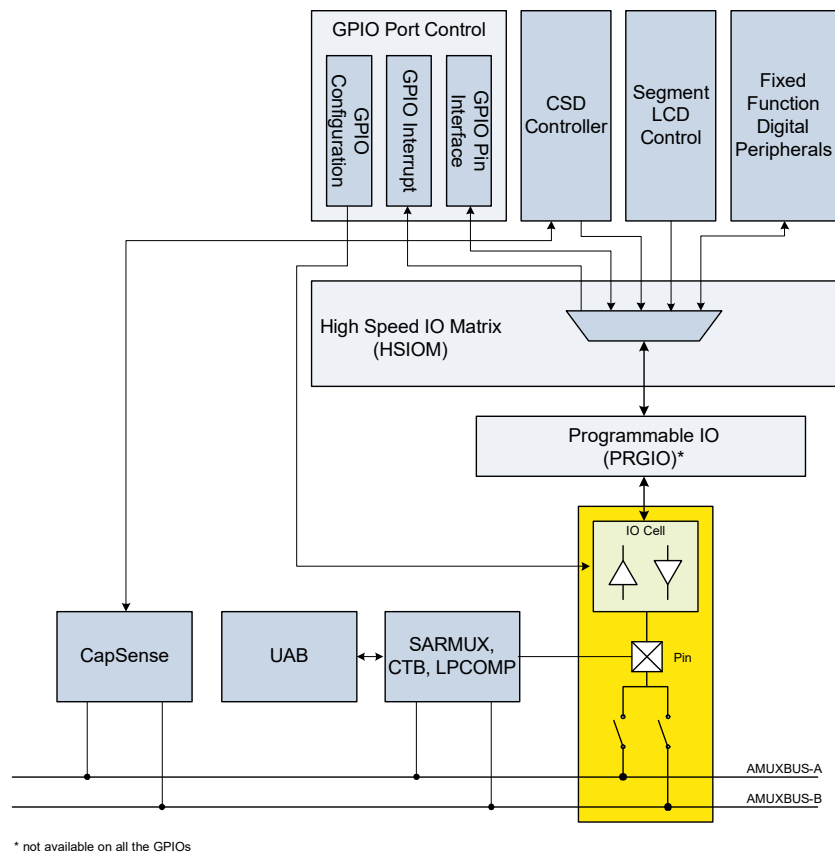 GPIO Port Control
GPIO
Configuration
GPIO Interrupt
GPIO Pin
Interface
CSD
Controller
Segment
LCD
Control
Fixed
Function
Digital
Peripherals
High Speed IO Matrix
(HSIOM)
Programmable IO
(PRGIO)*
IO Cell
CapSense
UAB
SARMUX,
CTB, LPCOMP
Pin
AMUXBUS-A
AMUXBUS-B
* not available on all the GPIOs